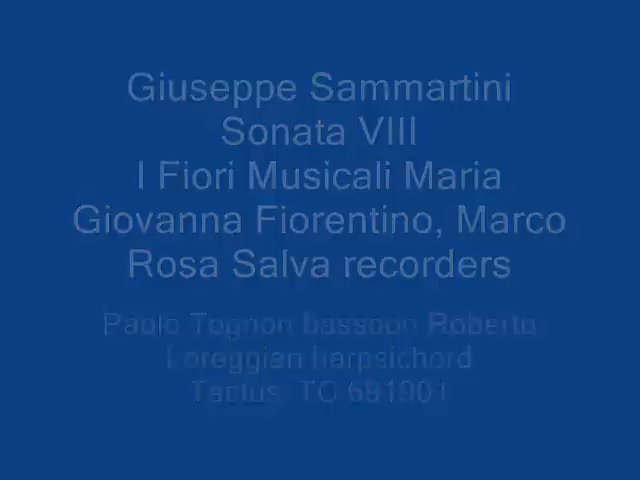 Giuseppe Sammartini
Sonata VIII
I Fiori Musicali Maria
Giovanna Fiorentino, Marco
Rosa Salva recorders
Paolo Tognon bassoon Roberto
Loreggian harpsichord
Tactus TC 691901